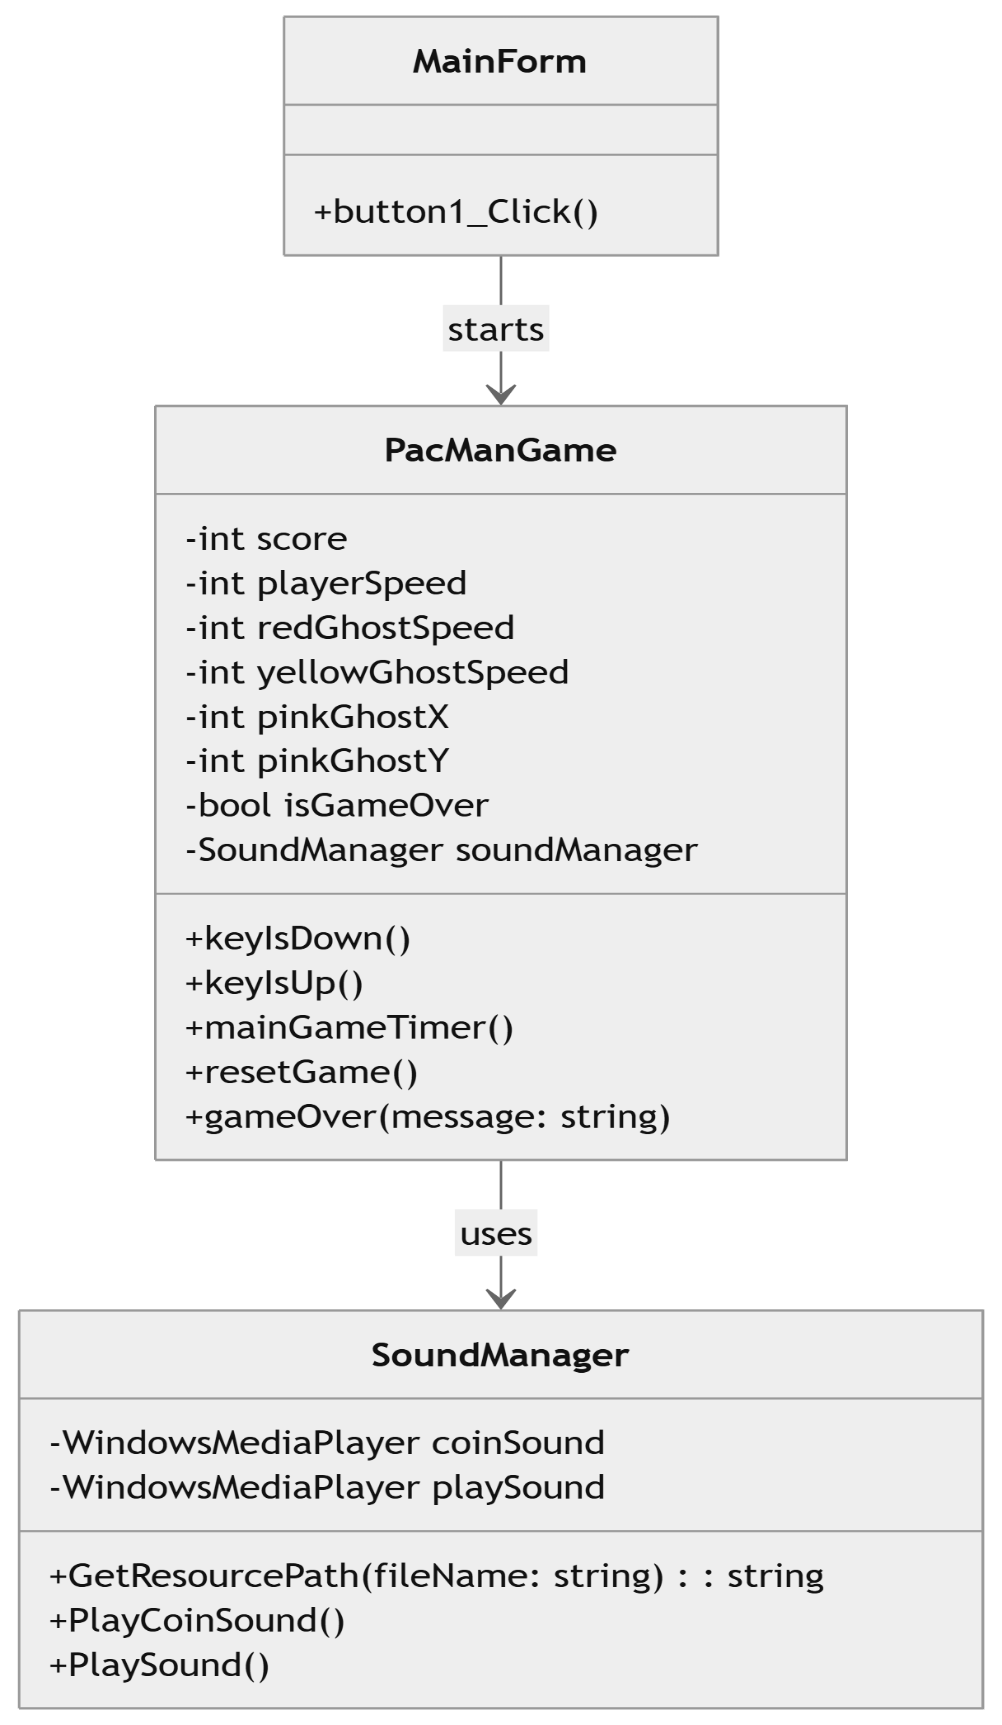 MainForm
+button1_Click()
starts
PacManGame
-int score
-int playerSpeed
-int redGhostSpeed
-int yellowGhostSpeed
-int pinkGhostX
-int pinkGhostY
-bool isGameOver
-SoundManager soundManager
+keyIsDown()
+keyIsUp()
+mainGameTimer()
+resetGame()
+gameOver(message: string)
uses
SoundManager
-WindowsMediaPlayer coinSound
-WindowsMediaPlayer playSound
+GetResourcePath(fileName: string) : : string
+PlayCoinSound()
+PlaySound()